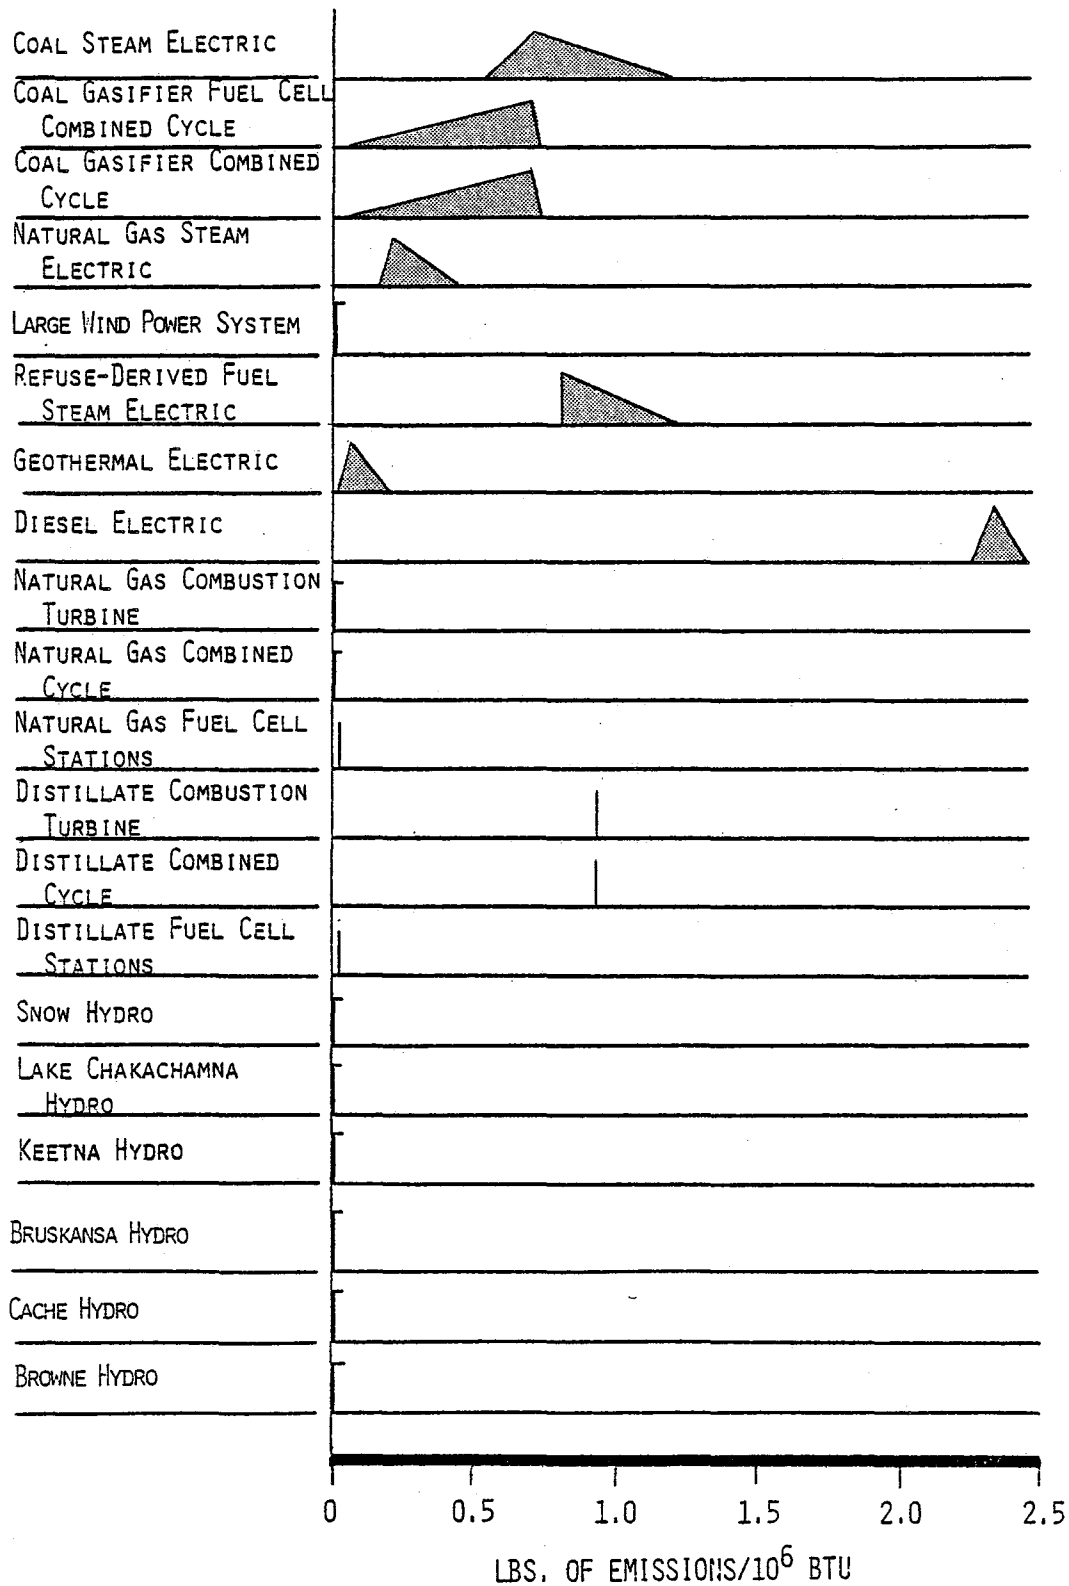 COAL STEAM ELECTRIC
COAL GASIFIER FUEL CELL
COMBINED CYCLE
COAL GASIFIER COMBINED
CYCLE
NATURAL GAS STEAM
ELECTRIC
LARGE WIND POWER SYSTEM
REFUSE-DERIVED FUEL
STEAM ELECTRIC
GEOTHERMAL ELECTRIC
DIESEL ELECTRIC
NATURAL GAS COMBUSTION
TURBINE
NATURAL GAS COMBINED
CYCLE
NATURAL GAS FUEL CELL
STATIONS
DISTILLATE COMBUSTION
TURBINE
DISTILLATE COMBINED
CYCLE
DISTILLATE FUEL CELL
STATIONS
SNOW HYDRO
LAKE CHAKACHAMNA
HYDRO
KEETNA HYDRO
BRUSKANSA HYDRO
CACHE HYDRO
BROWNE HYDRO
0 0.5 1.0 1.5 2.0 2.5
LBS. OF EMISSIONS/10⁶ BTU